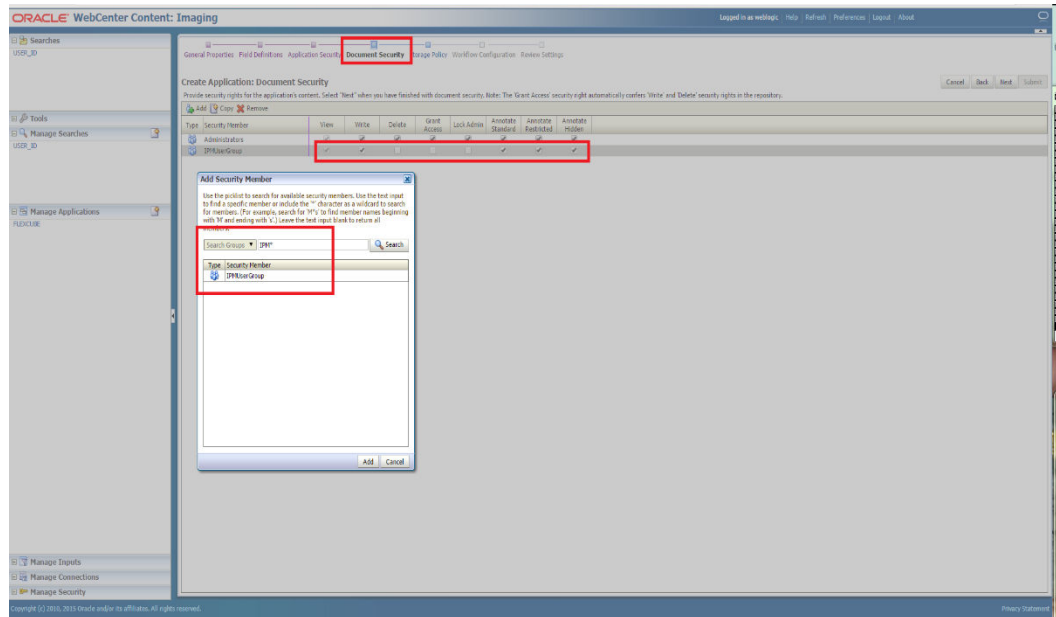 ORACLE WebCenter Content: Imaging
Logged in as weblogic Help Refresh Preferences Logout About
Searches
USER_ID
Tools
Manage Searches
USER_ID
Manage Applications
FLEXCUBE
Manage Inputs
Manage Connections
Manage Security
General Properties Field Definitions Application Security Document Security Storage Policy Workflow Configuration Review Settings
Create Application: Document Security
Cancel Back Next Submit
Provide security rights for the application's content. Select "Next" when you have finished with document security. Note: The 'Grant Access' security right automatically confers 'Write' and 'Delete' security rights in the repository.
Add Copy Remove
Type Security Member View Write Delete Grant Access Lock Admin Annotate Standard Annotate Restricted Annotate Hidden
Administrators
IPMUserGroup
Add Security Member
Use the picklist to search for available security members. Use the text input
to find a specific member or include the '*' character as a wildcard to search
for members. (For example, search for 'M*s' to find member names beginning
with 'M' and ending with 's'.) Leave the text input blank to return all
Search Groups IPM* Search
Type Security Member
IPMUserGroup
Add Cancel
Copyright (c) 2010, 2015 Oracle and/or its affiliates. All rights reserved.
Privacy Statement